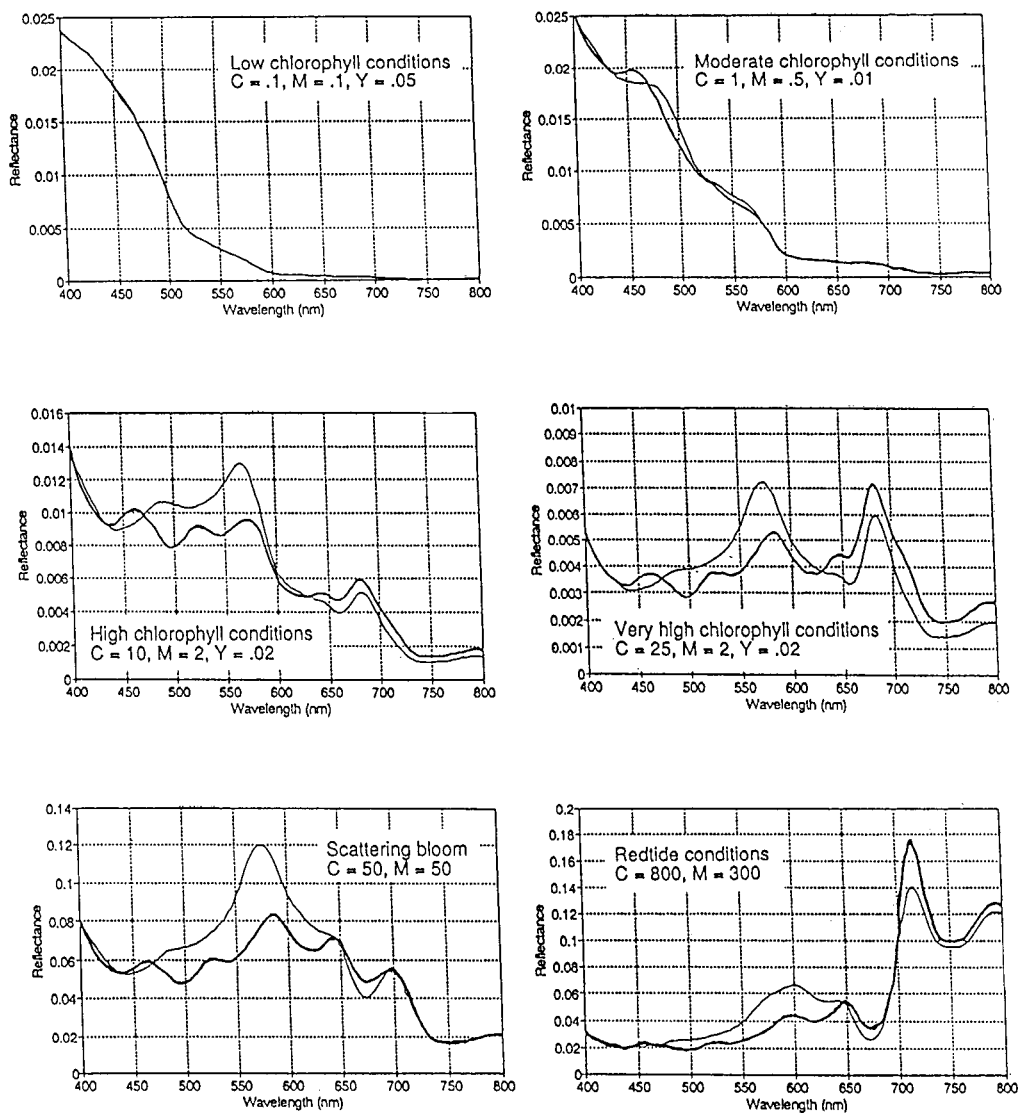 0.025
0.02
0.015
0.01
0.005
0
Reflectance
Low chlorophyll conditions
C = .1, M = .1, Y = .05
400 450 500 550 600 650 700 750 800
Wavelength (nm)
0.025
0.02
0.015
0.01
0.005
0
Reflectance
Moderate chlorophyll conditions
C = 1, M = .5, Y = .01
400 450 500 550 600 650 700 750 800
Wavelength (nm)
0.016
0.014
0.012
0.01
0.008
0.006
0.004
0.002
0
Reflectance
High chlorophyll conditions
C = 10, M = 2, Y = .02
400 450 500 550 600 650 700 750 800
Wavelength (nm)
0.01
0.009
0.008
0.007
0.006
0.005
0.004
0.003
0.002
0.001
0
Reflectance
Very high chlorophyll conditions
C = 25, M = 2, Y = .02
400 450 500 550 600 650 700 750 800
Wavelength (nm)
0.14
0.12
0.1
0.08
0.06
0.04
0.02
0
Reflectance
Scattering bloom
C = 50, M = 50
400 450 500 550 600 650 700 750 800
Wavelength (nm)
0.2
0.18
0.16
0.14
0.12
0.1
0.08
0.06
0.04
0.02
0
Reflectance
Redtide conditions
C = 800, M = 300
400 450 500 550 600 650 700 750 800
Wavelength (nm)